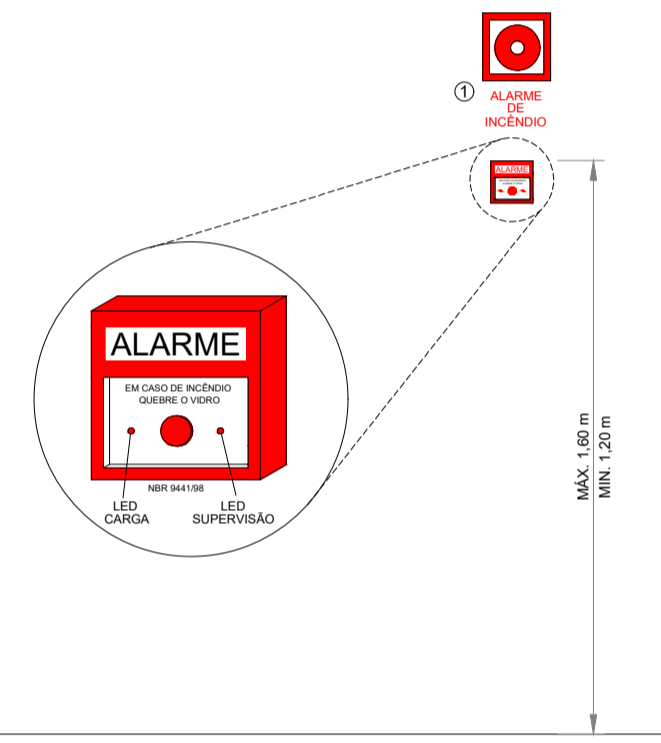 1
ALARME
DE
INCÊNDIO
ALARME
ALARME
EM CASO DE INCÊNDIO
QUEBRE O VIDRO
NBR 9441/98
LED
CARGA
LED
SUPERVISÃO
MÁX. 1,60 m
MIN. 1,20 m